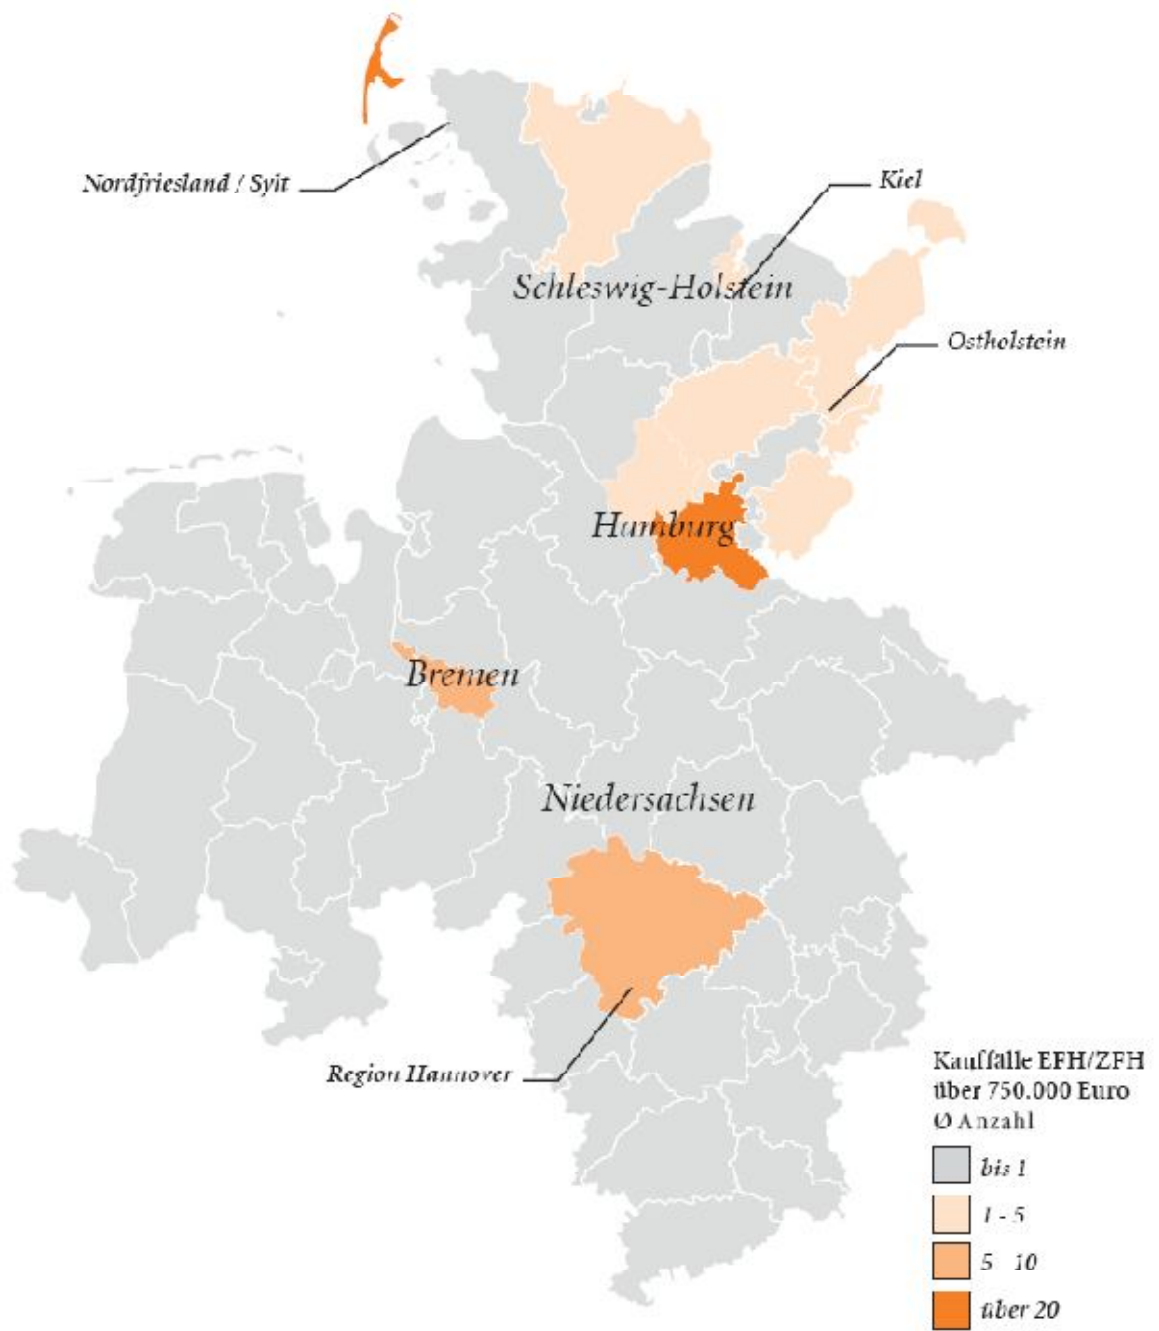 Nordfriesland / Sylt
Kiel
Schleswig-Holstein
Ostholstein
Hamburg
Bremen
Niedersachsen
Region Hannover
Kauffälle EFH/ZFH
über 750.000 Euro
Ø Anzahl
bis 1
1 - 5
5 - 10
über 20